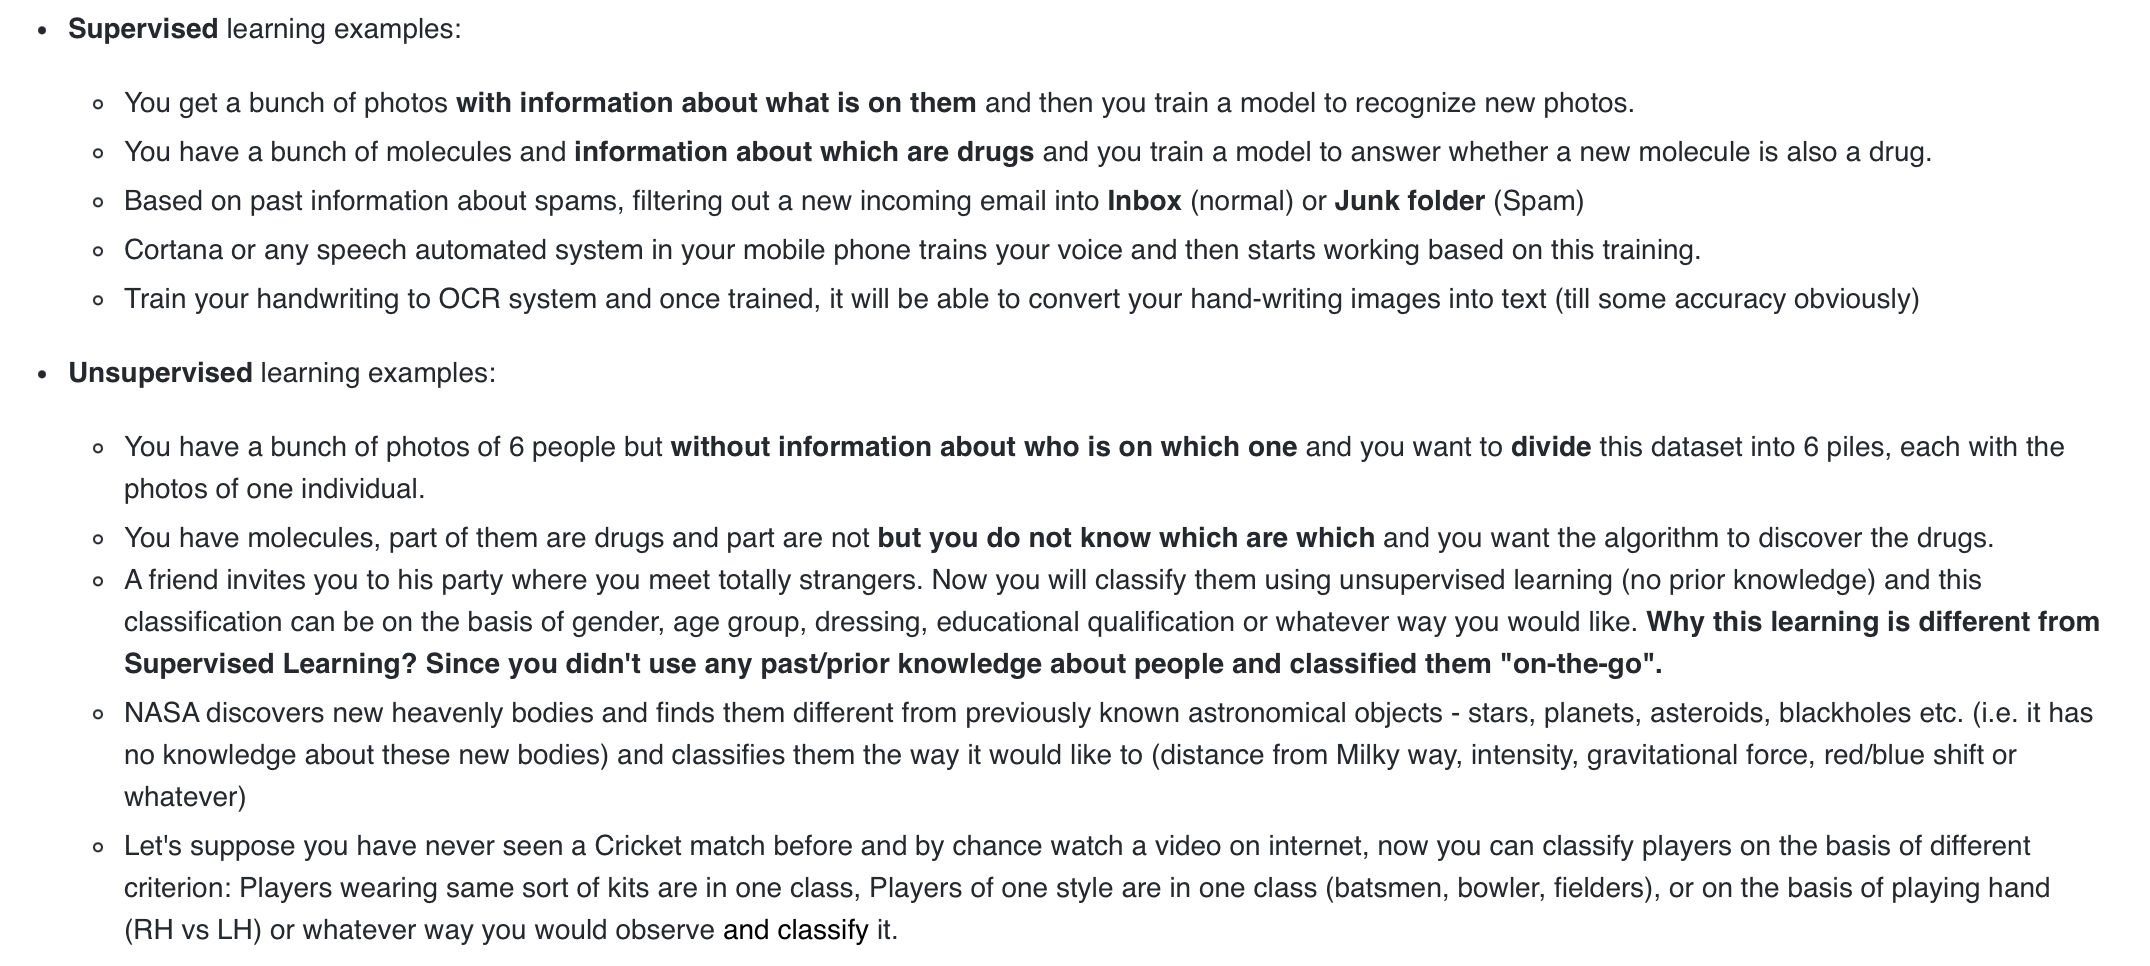 Supervised learning examples:
You get a bunch of photos with information about what is on them and then you train a model to recognize new photos.
You have a bunch of molecules and information about which are drugs and you train a model to answer whether a new molecule is also a drug.
Based on past information about spams, filtering out a new incoming email into Inbox (normal) or Junk folder (Spam)
Cortana or any speech automated system in your mobile phone trains your voice and then starts working based on this training.
Train your handwriting to OCR system and once trained, it will be able to convert your hand-writing images into text (till some accuracy obviously)
Unsupervised learning examples:
You have a bunch of photos of 6 people but without information about who is on which one and you want to divide this dataset into 6 piles, each with the
photos of one individual.
You have molecules, part of them are drugs and part are not but you do not know which are which and you want the algorithm to discover the drugs.
A friend invites you to his party where you meet totally strangers. Now you will classify them using unsupervised learning (no prior knowledge) and this
classification can be on the basis of gender, age group, dressing, educational qualification or whatever way you would like. Why this learning is different from
Supervised Learning? Since you didn't use any past/prior knowledge about people and classified them "on-the-go".
NASA discovers new heavenly bodies and finds them different from previously known astronomical objects - stars, planets, asteroids, blackholes etc. (i.e. it has
no knowledge about these new bodies) and classifies them the way it would like to (distance from Milky way, intensity, gravitational force, red/blue shift or
whatever)
Let's suppose you have never seen a Cricket match before and by chance watch a video on internet, now you can classify players on the basis of different
criterion: Players wearing same sort of kits are in one class, Players of one style are in one class (batsmen, bowler, fielders), or on the basis of playing hand
(RH vs LH) or whatever way you would observe and classify it.